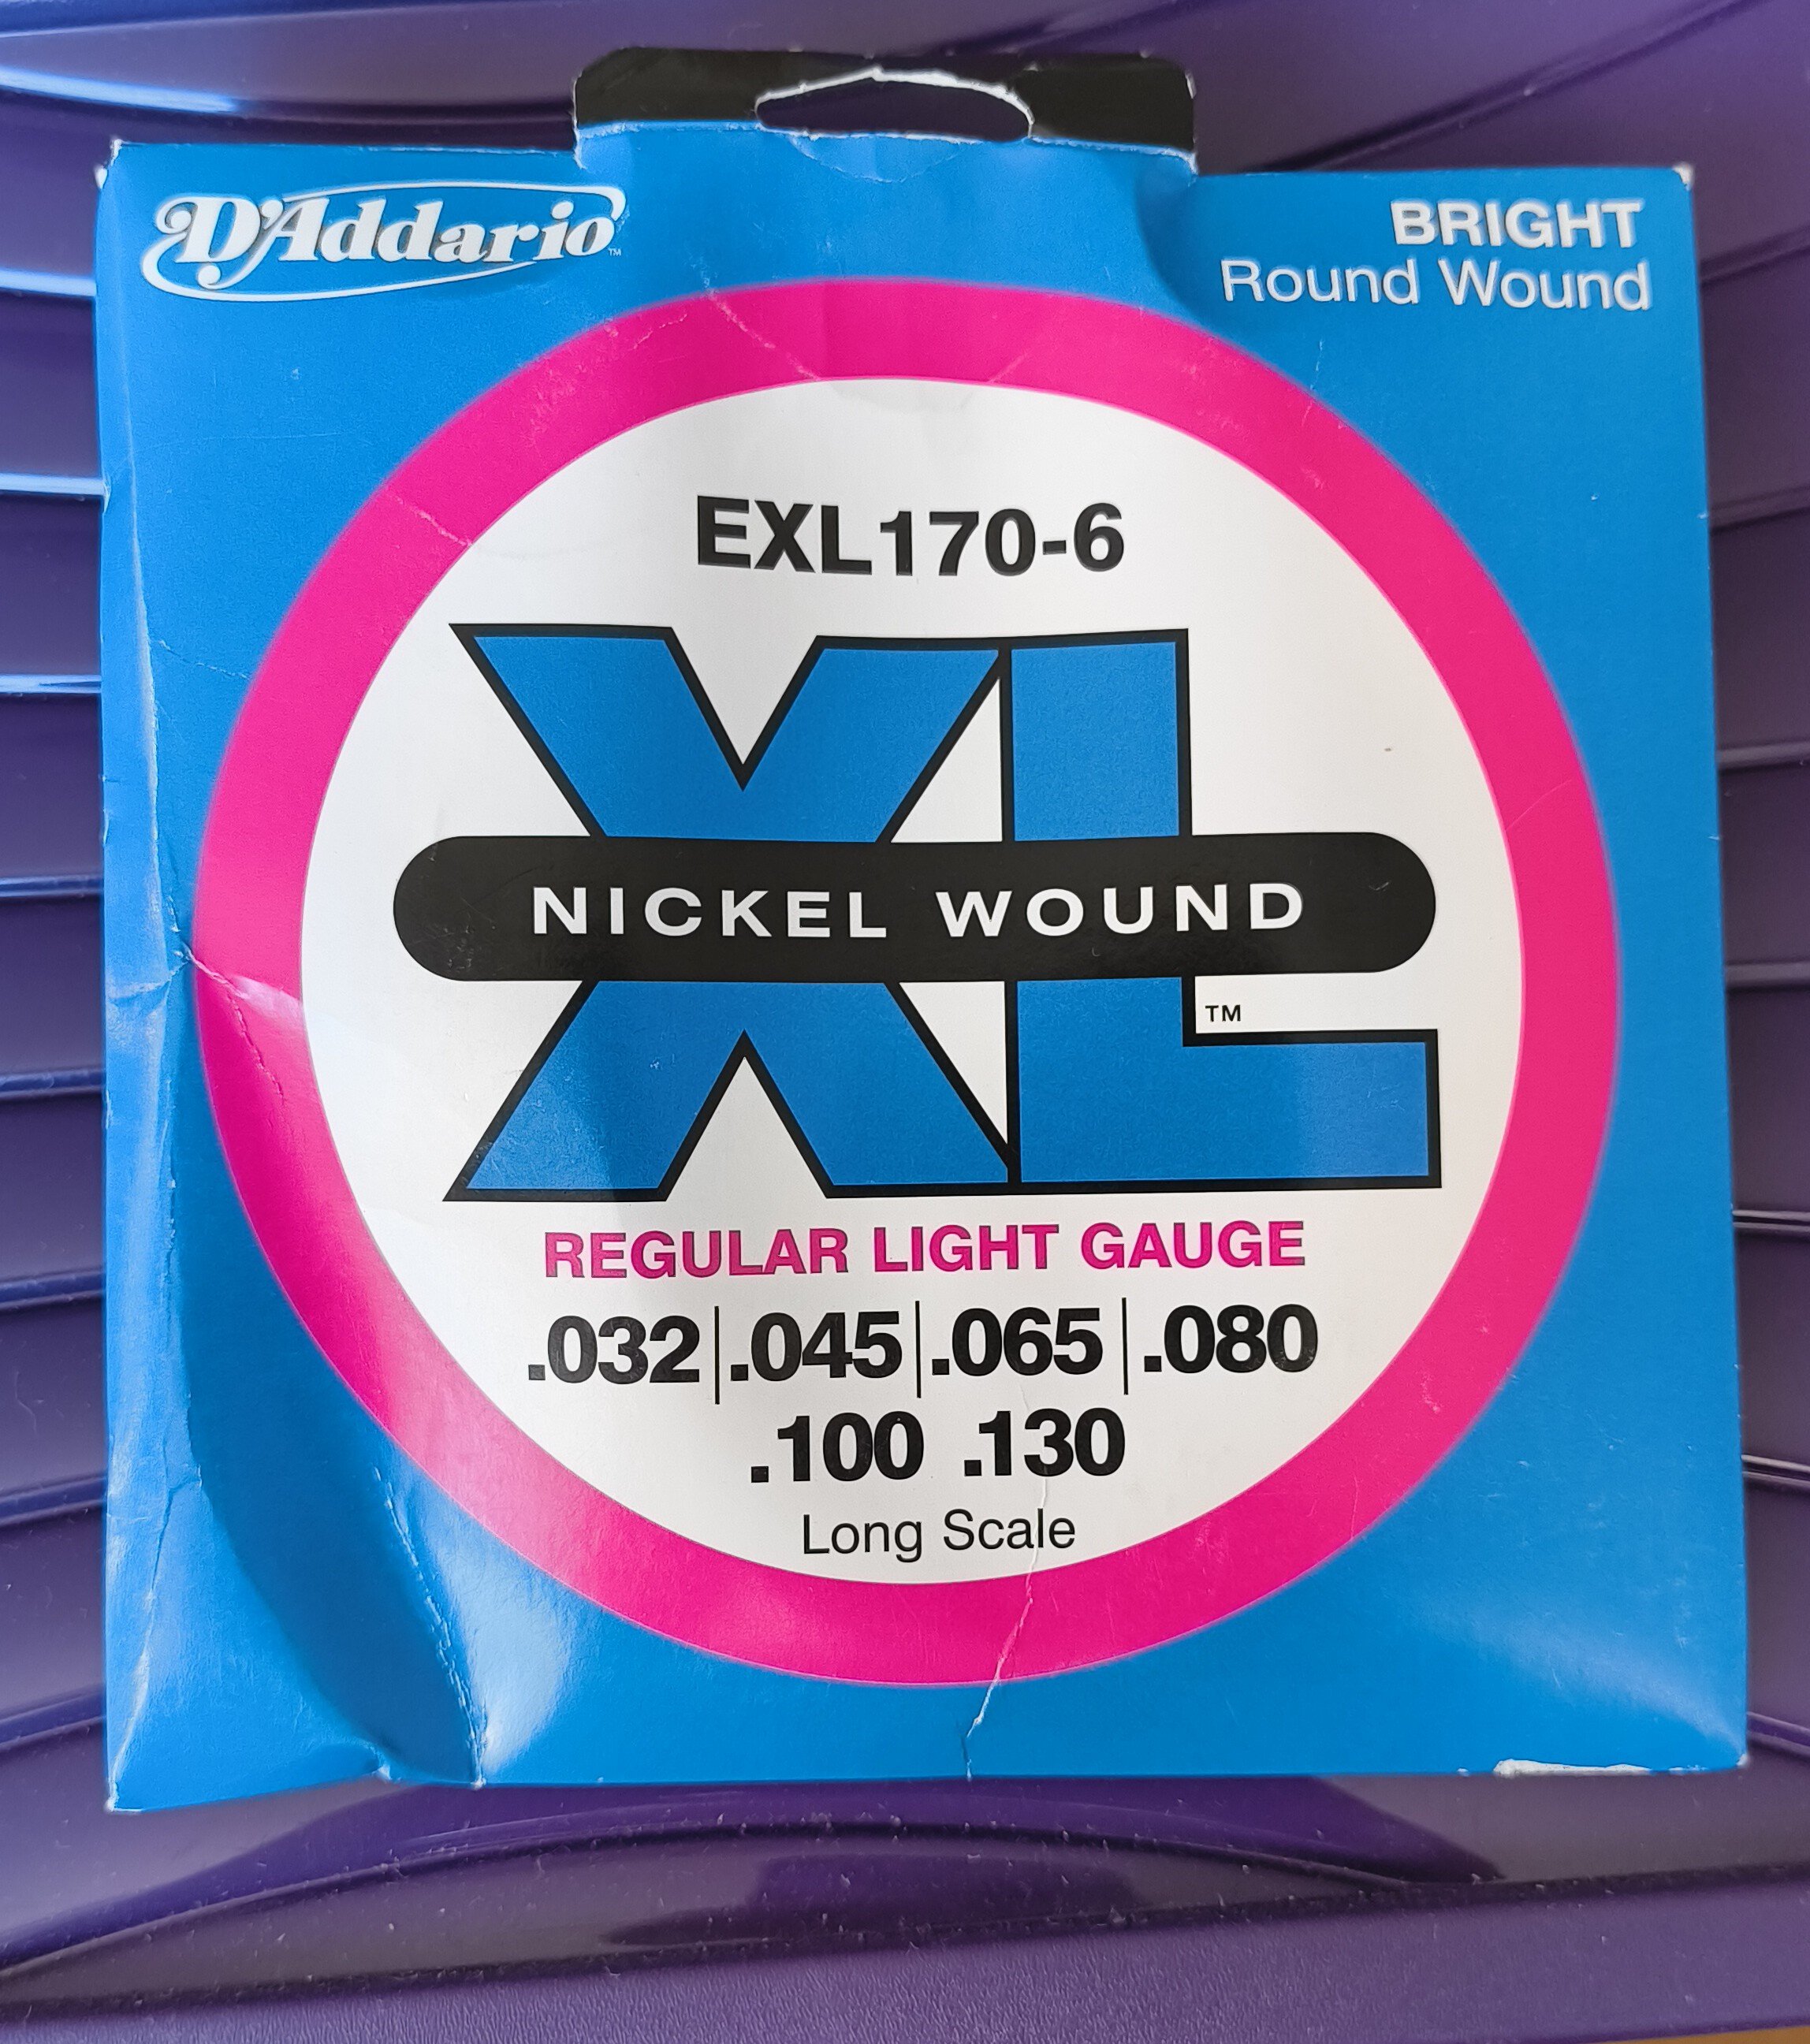 D'Addario™
BRIGHT
Round Wound
EXL170-6
XL
NICKEL WOUND
™
REGULAR LIGHT GAUGE
.032|.045|.065|.080
.100 .130
Long Scale